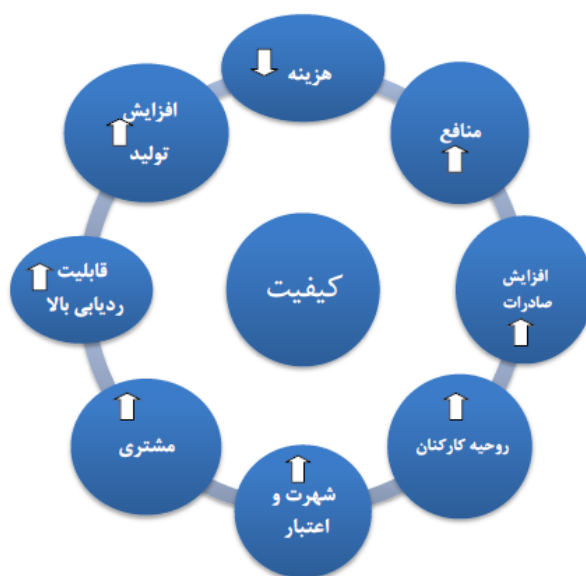 هزینه
منافع
افزایش
صادرات
روحیه کارکنان
شهرت و
اعتبار
مشتری
قابلیت
ردیابی بالا
افزایش
تولید
کیفیت